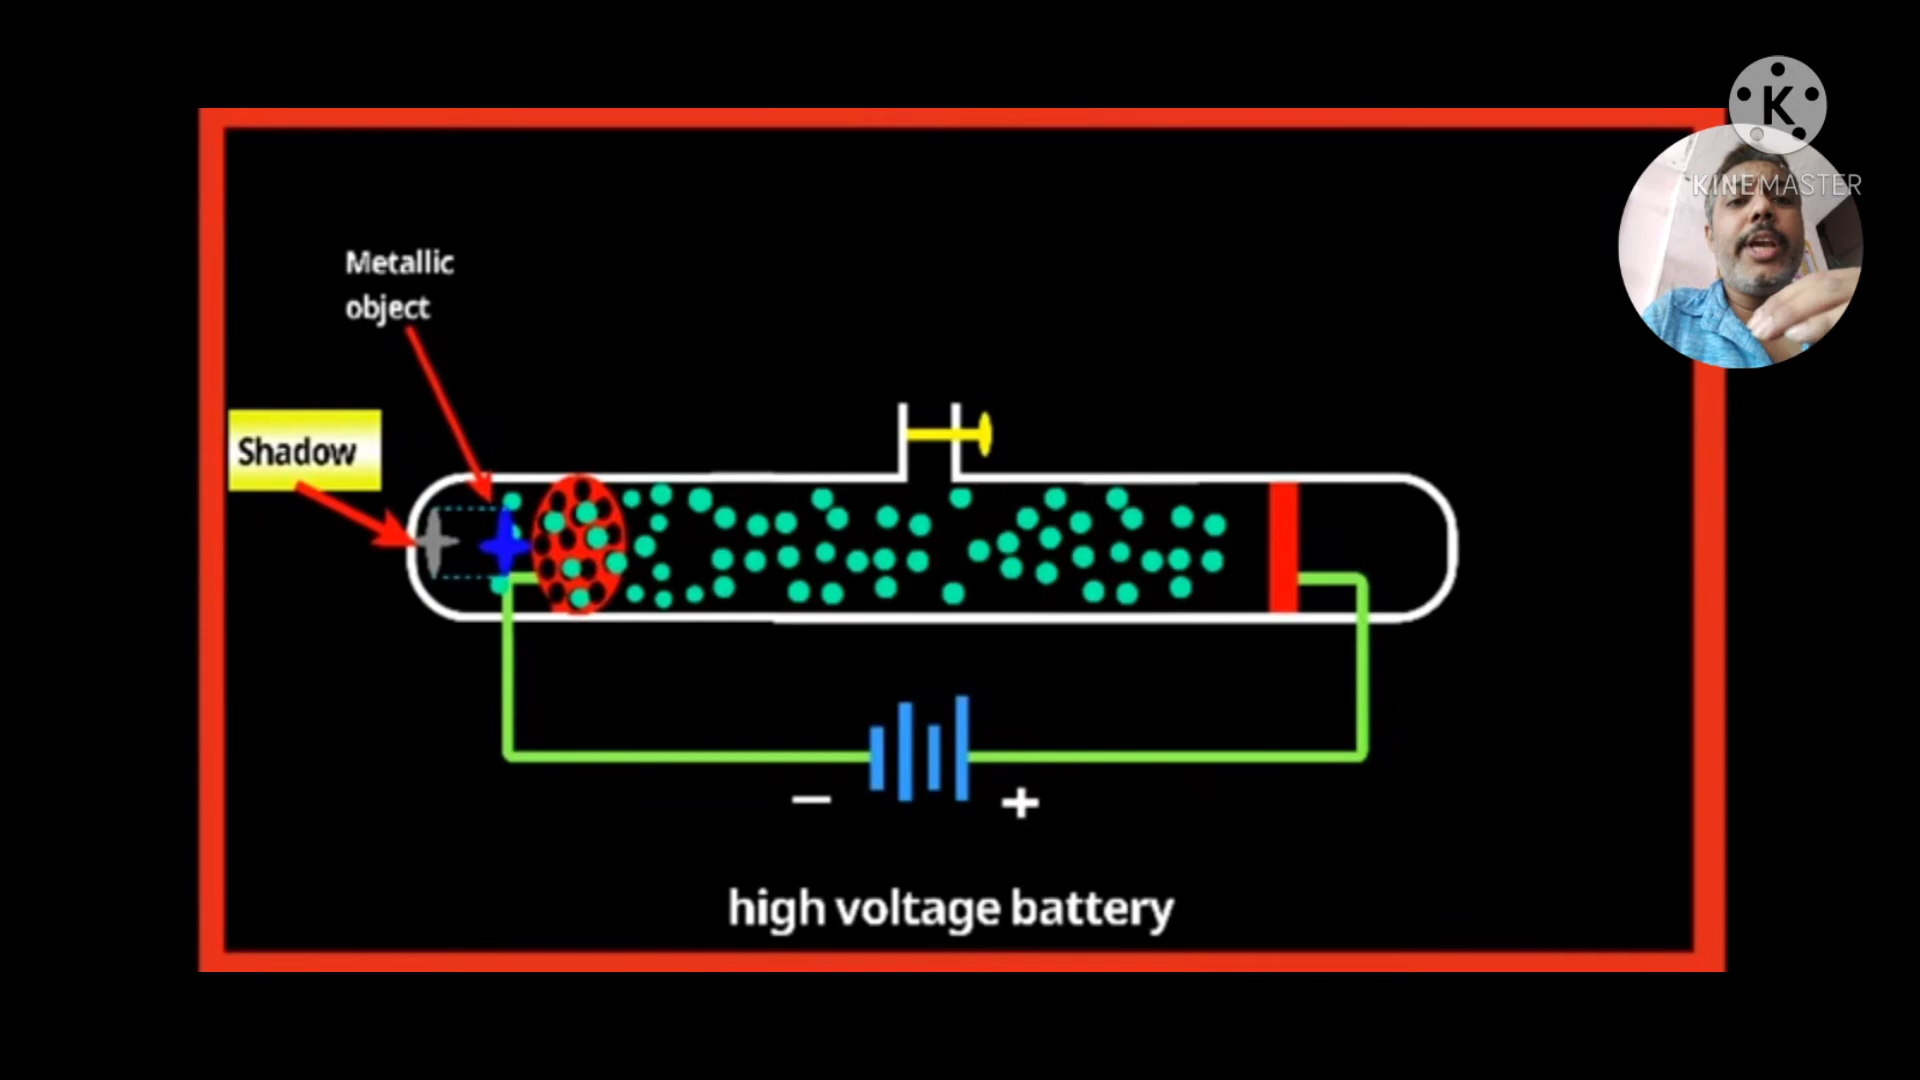 K
KINEMASTER
Metallic
object
Shadow
− +
high voltage battery